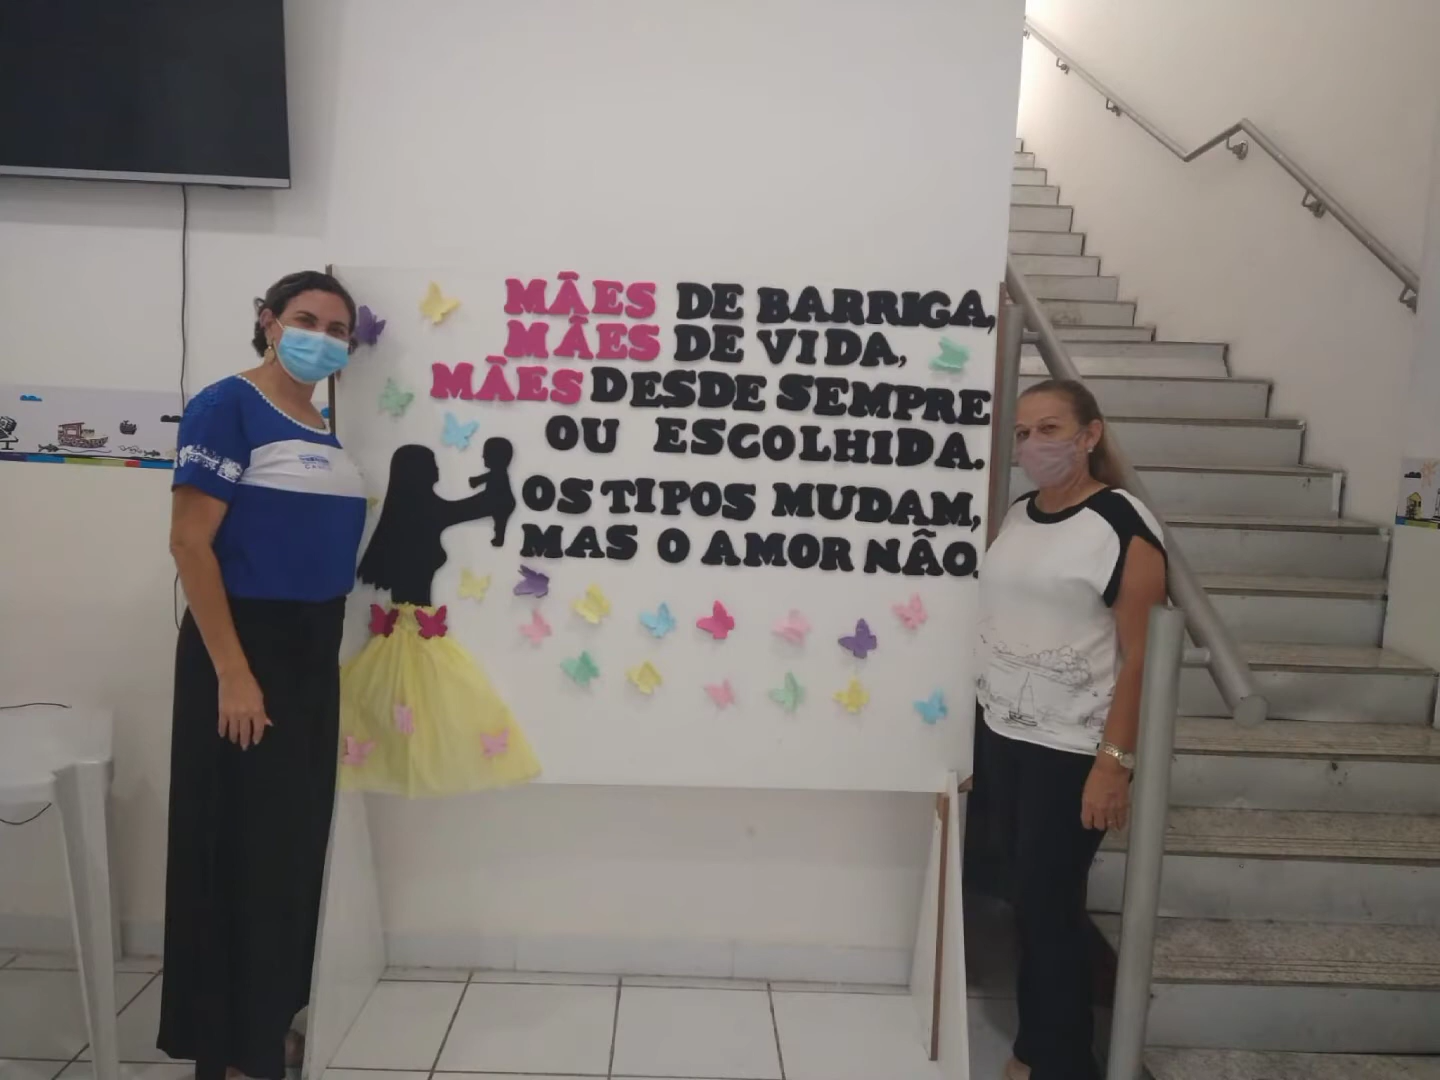 MÃES DE BARRIGA,
MÃES DE VIDA,
MÃES DESDE SEMPRE
OU ESCOLHIDA.
OS TIPOS MUDAM,
MAS O AMOR NÃO.